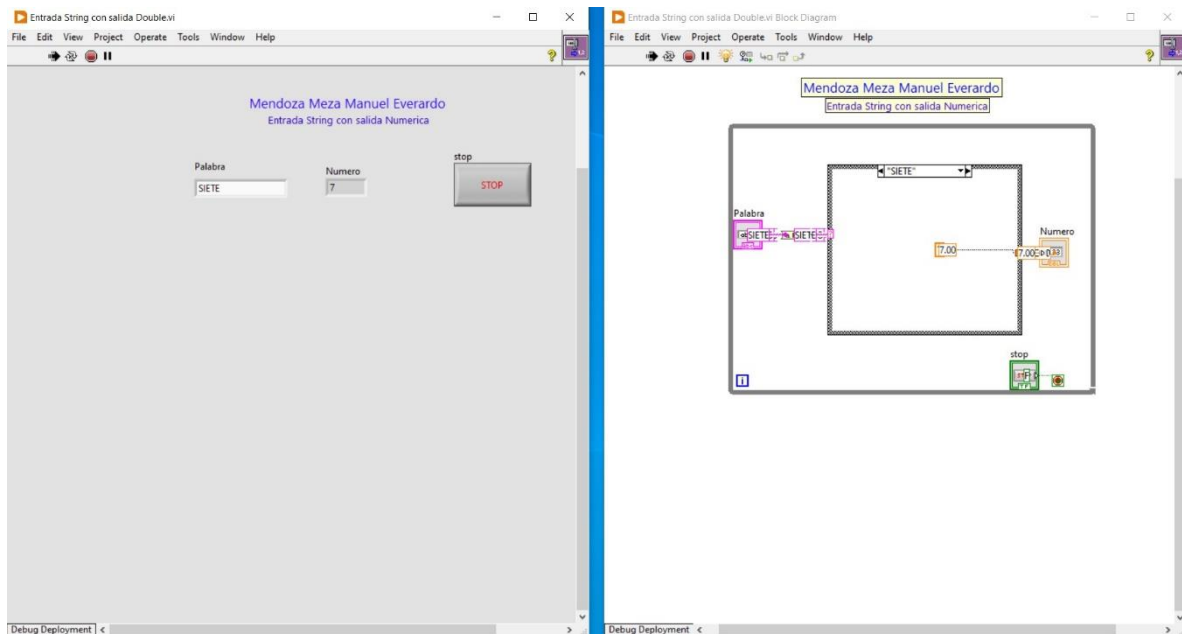 Entrada String con salida Double.vi
File Edit View Project Operate Tools Window Help
Mendoza Meza Manuel Everardo
Entrada String con salida Numerica
Palabra
SIETE
Numero
7
stop
STOP
Debug Deployment
Entrada String con salida Double.vi Block Diagram
File Edit View Project Operate Tools Window Help
Mendoza Meza Manuel Everardo
Entrada String con salida Numerica
"SIETE"
Palabra
SIETE
SIETE
7.00
Numero
7.00
stop
TF
i
Debug Deployment